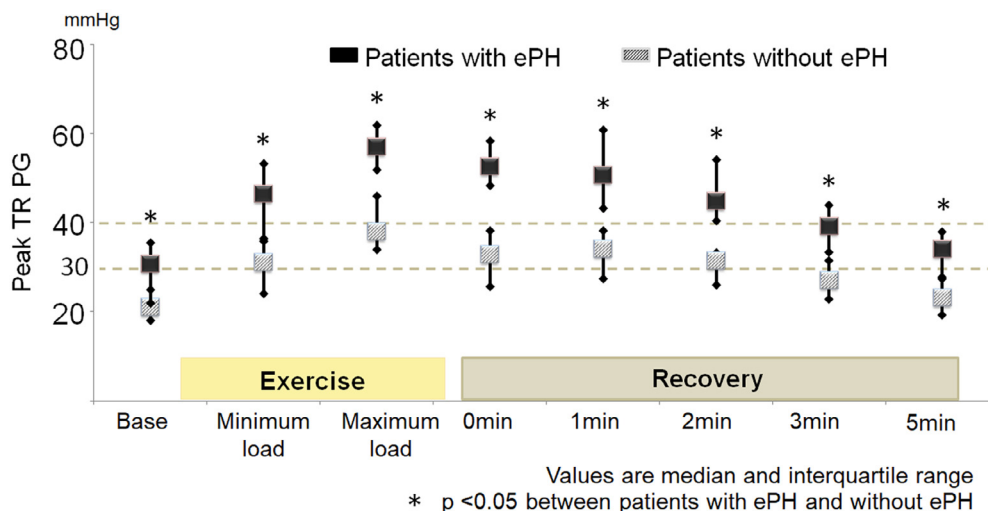 mmHg
80
Patients with ePH
Patients without ePH
60
40
30
20
Peak TR PG
*
*
*
*
*
*
*
*
Exercise
Recovery
Base
Minimum load
Maximum load
0min
1min
2min
3min
5min
Values are median and interquartile range
* p <0.05 between patients with ePH and without ePH